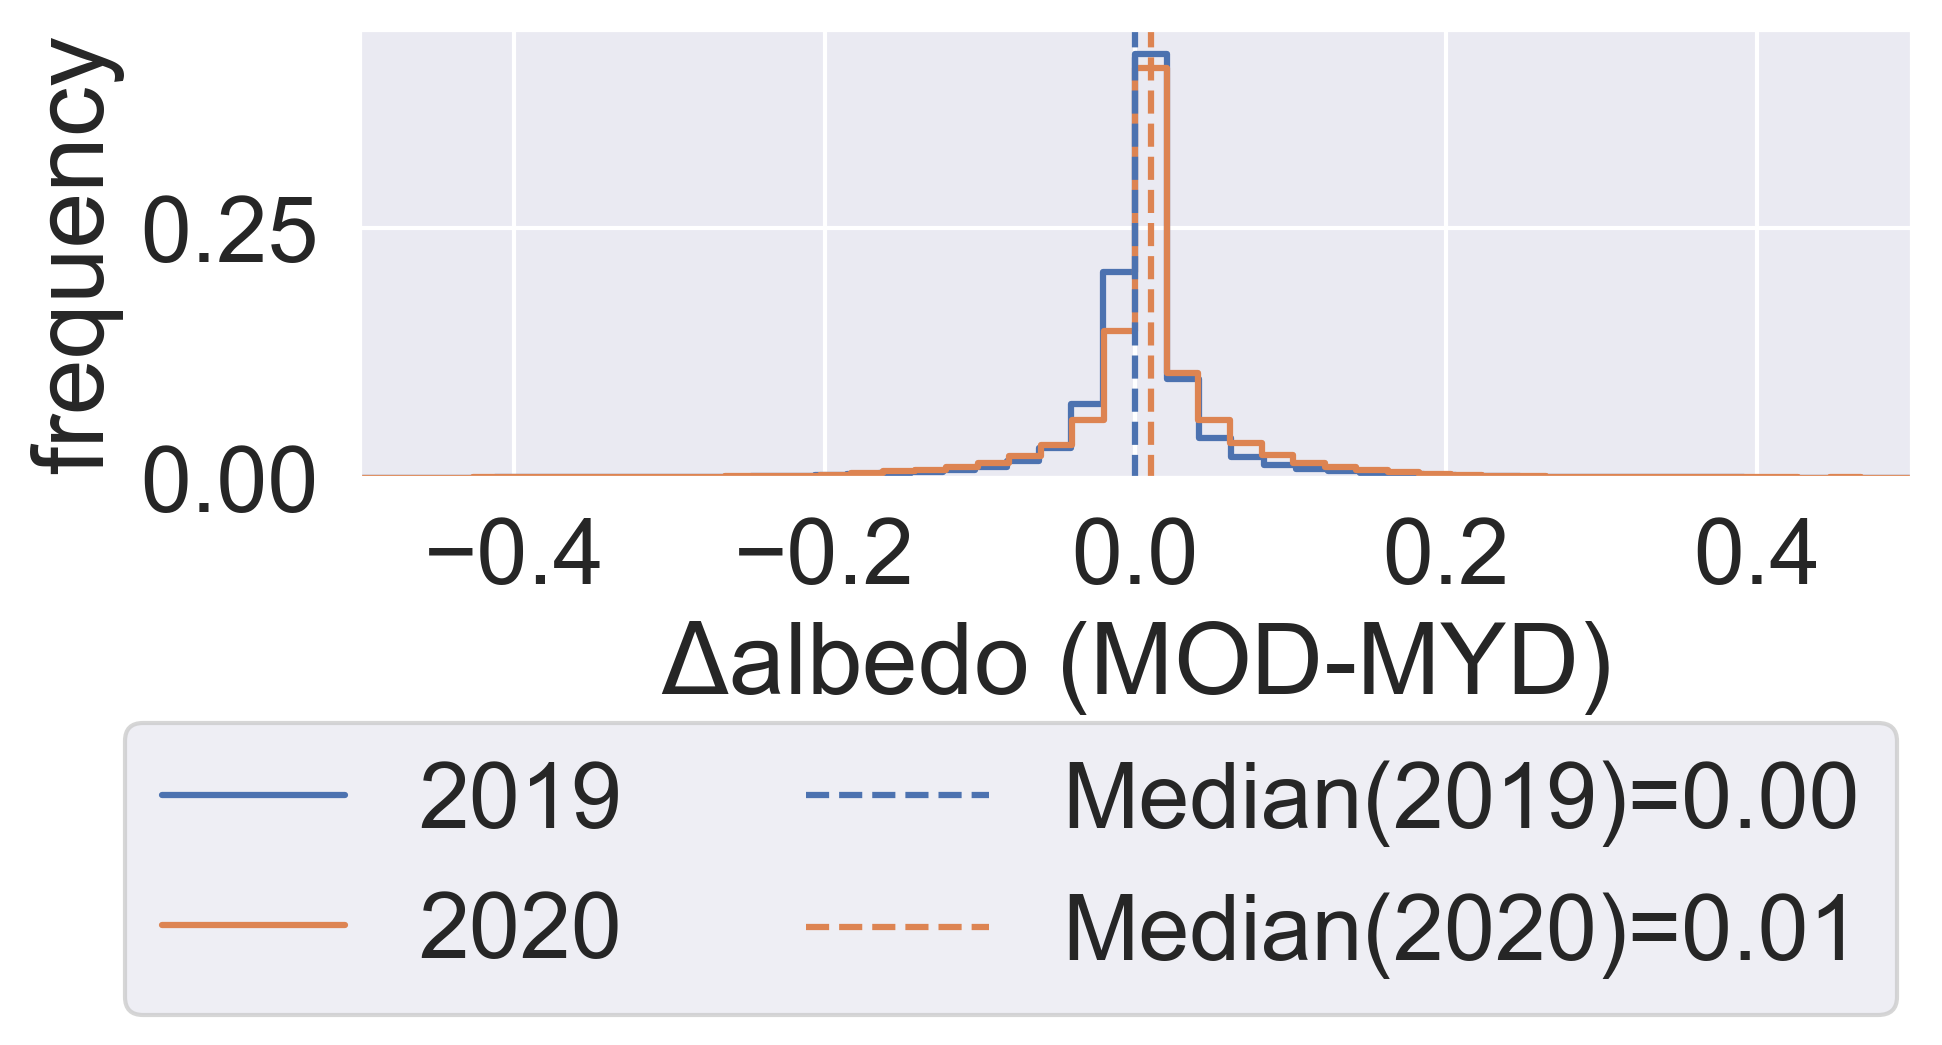 frequency
0.25
0.00
−0.4 −0.2 0.0 0.2 0.4
Δalbedo (MOD-MYD)
2019 Median(2019)=0.00
2020 Median(2020)=0.01